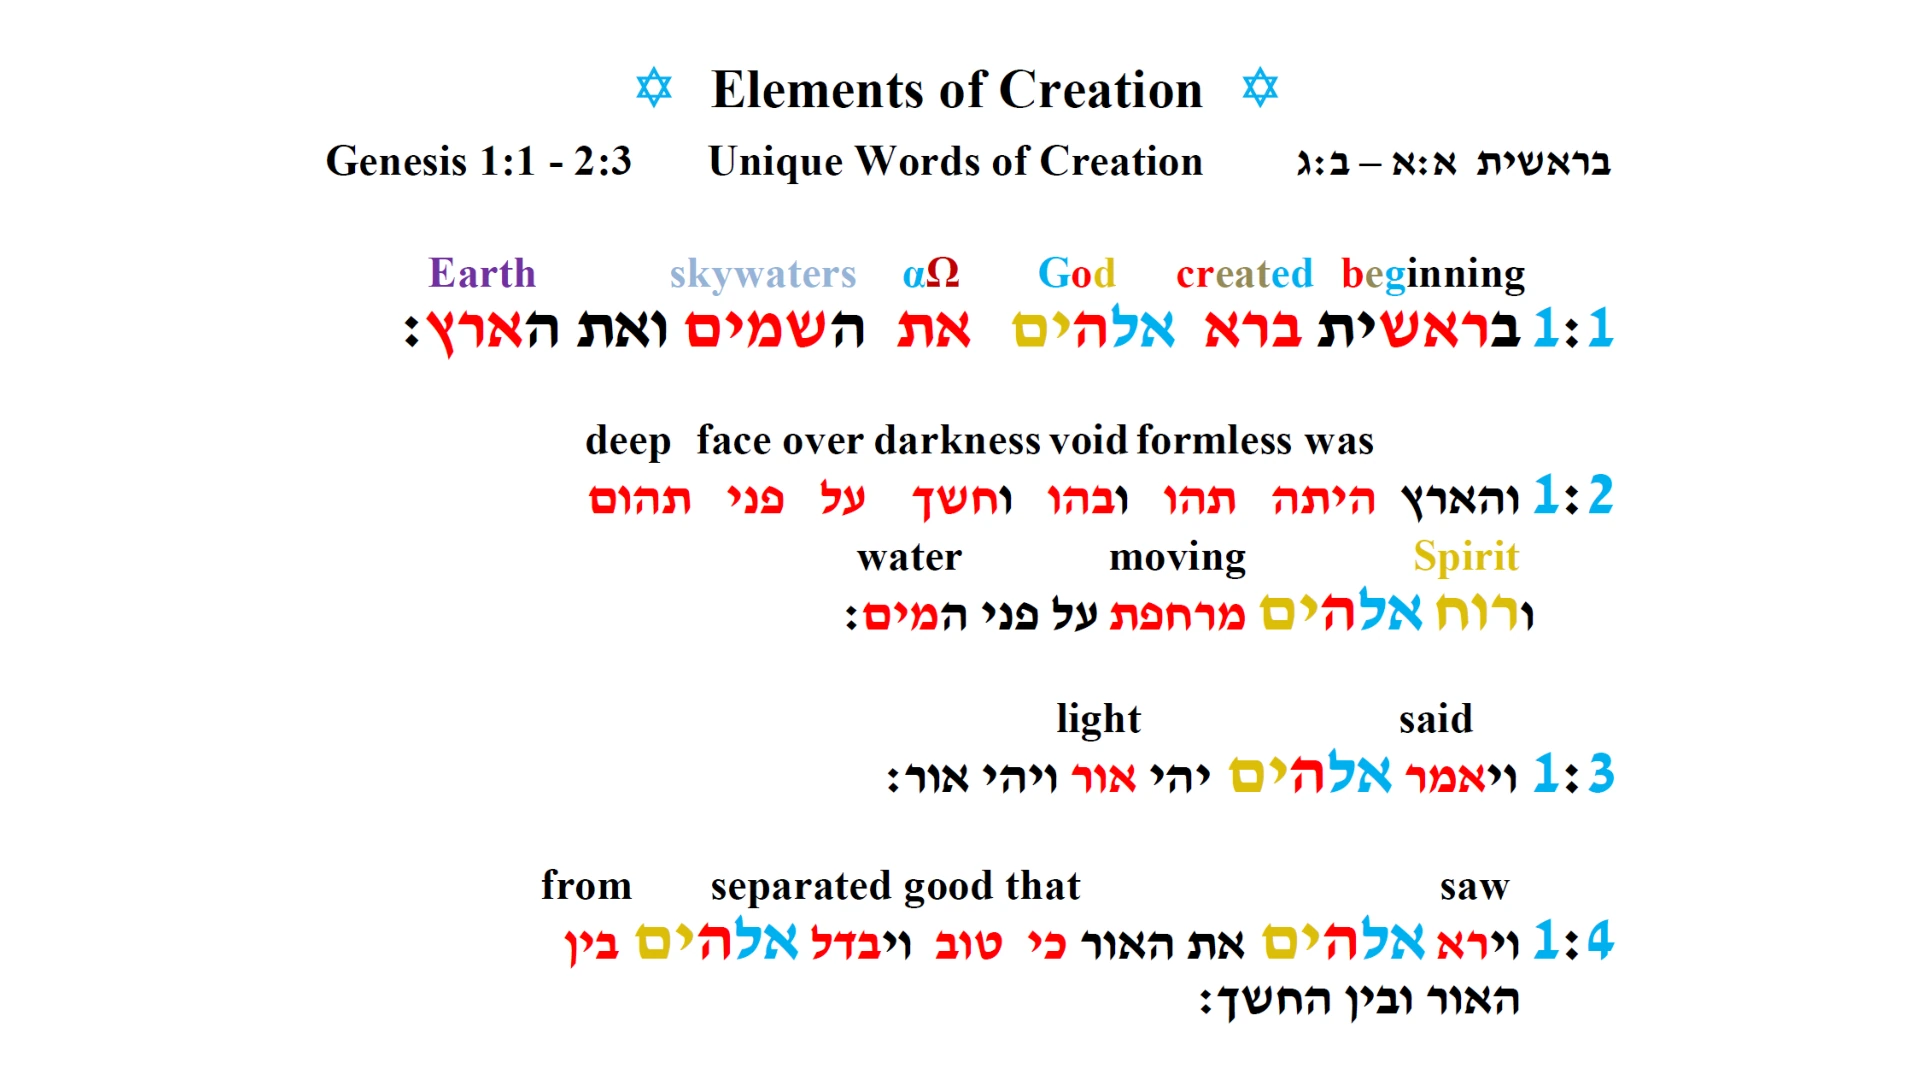 ✡ Elements of Creation ✡
Genesis 1:1 - 2:3 Unique Words of Creation בראשית א:א – ב:ג
Earth skywaters αΩ God created beginning
1:1 בראשית ברא אלהים את השמים ואת הארץ:
deep face over darkness void formless was
1:2 והארץ היתה תהו ובהו וחשך על פני תהום
water moving Spirit
ורוח אלהים מרחפת על פני המים:
light said
1:3 ויאמר אלהים יהי אור ויהי אור:
from separated good that saw
1:4 וירא אלהים את האור כי טוב ויבדל אלהים בין
האור ובין החשך: